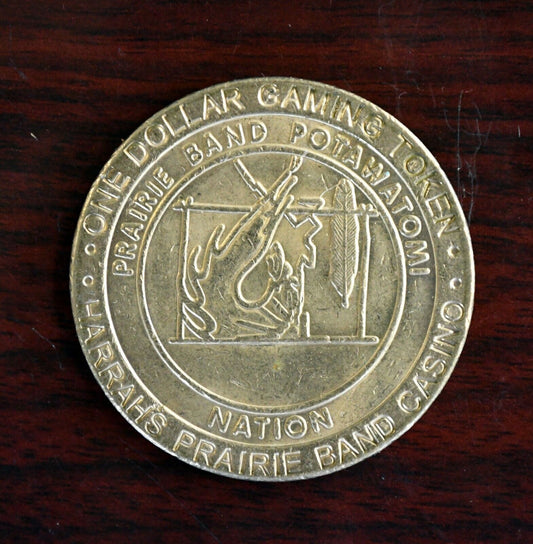 ONE DOLLAR GAMING TOKEN
HARRAH'S PRAIRIE BAND CASINO
PRAIRIE BAND POTAWATOMI
NATION